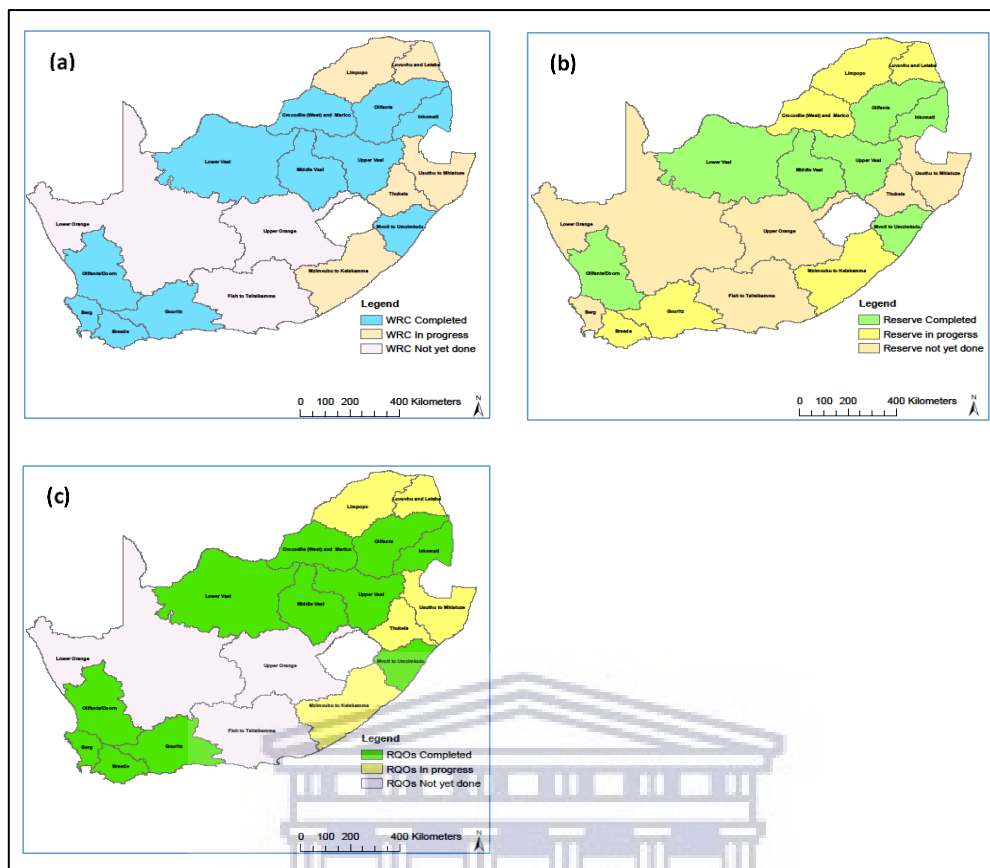 (a)
Limpopo
Luvuvhu and Letaba
Olifants
Crocodile (West) and Marico
Inkomati
Lower Vaal
Upper Vaal
Middle Vaal
Usuthu to Mhlatuze
Thukela
Lower Orange
Upper Orange
Mvoti to Umzimkulu
Olifants/Doorn
Mzimvubu to Keiskamma
Fish to Tsitsikamma
Gouritz
Berg
Breede
Legend
WRC Completed
WRC In progress
WRC Not yet done
0 100 200 400 Kilometers
N
(b)
Limpopo
Luvuvhu and Letaba
Olifants
Crocodile (West) and Marico
Inkomati
Lower Vaal
Upper Vaal
Middle Vaal
Usuthu to Mhlatuze
Thukela
Lower Orange
Upper Orange
Mvoti to Umzimkulu
Olifants/Doorn
Mzimvubu to Keiskamma
Fish to Tsitsikamma
Gouritz
Berg
Breede
Legend
Reserve Completed
Reserve in progerss
Reserve not yet done
0 100 200 400 Kilometers
N
(c)
Limpopo
Luvuvhu and Letaba
Olifants
Crocodile (West) and Marico
Inkomati
Lower Vaal
Upper Vaal
Middle Vaal
Usuthu to Mhlatuze
Thukela
Lower Orange
Upper Orange
Mvoti to Umzimkulu
Olifants/Doorn
Mzimvubu to Keiskamma
Fish to Tsitsikamma
Gouritz
Berg
Breede
Legend
RQOs Completed
RQOs In progress
RQOs Not yet done
0 100 200 400 Kilometers
N